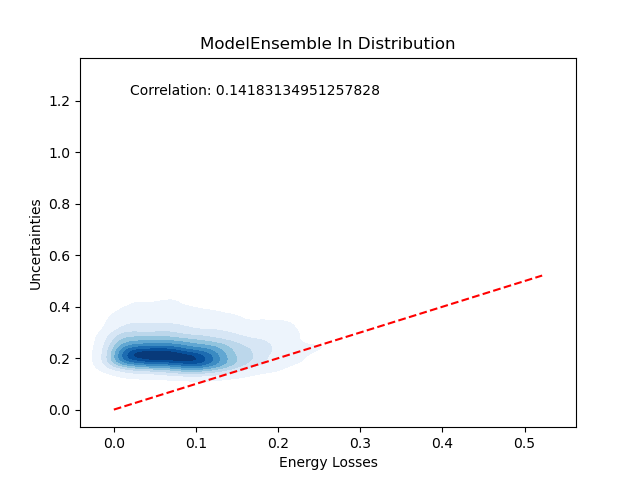 ModelEnsemble In Distribution
Correlation: 0.14183134951257828
Uncertainties
1.2
1.0
0.8
0.6
0.4
0.2
0.0
0.0 0.1 0.2 0.3 0.4 0.5
Energy Losses